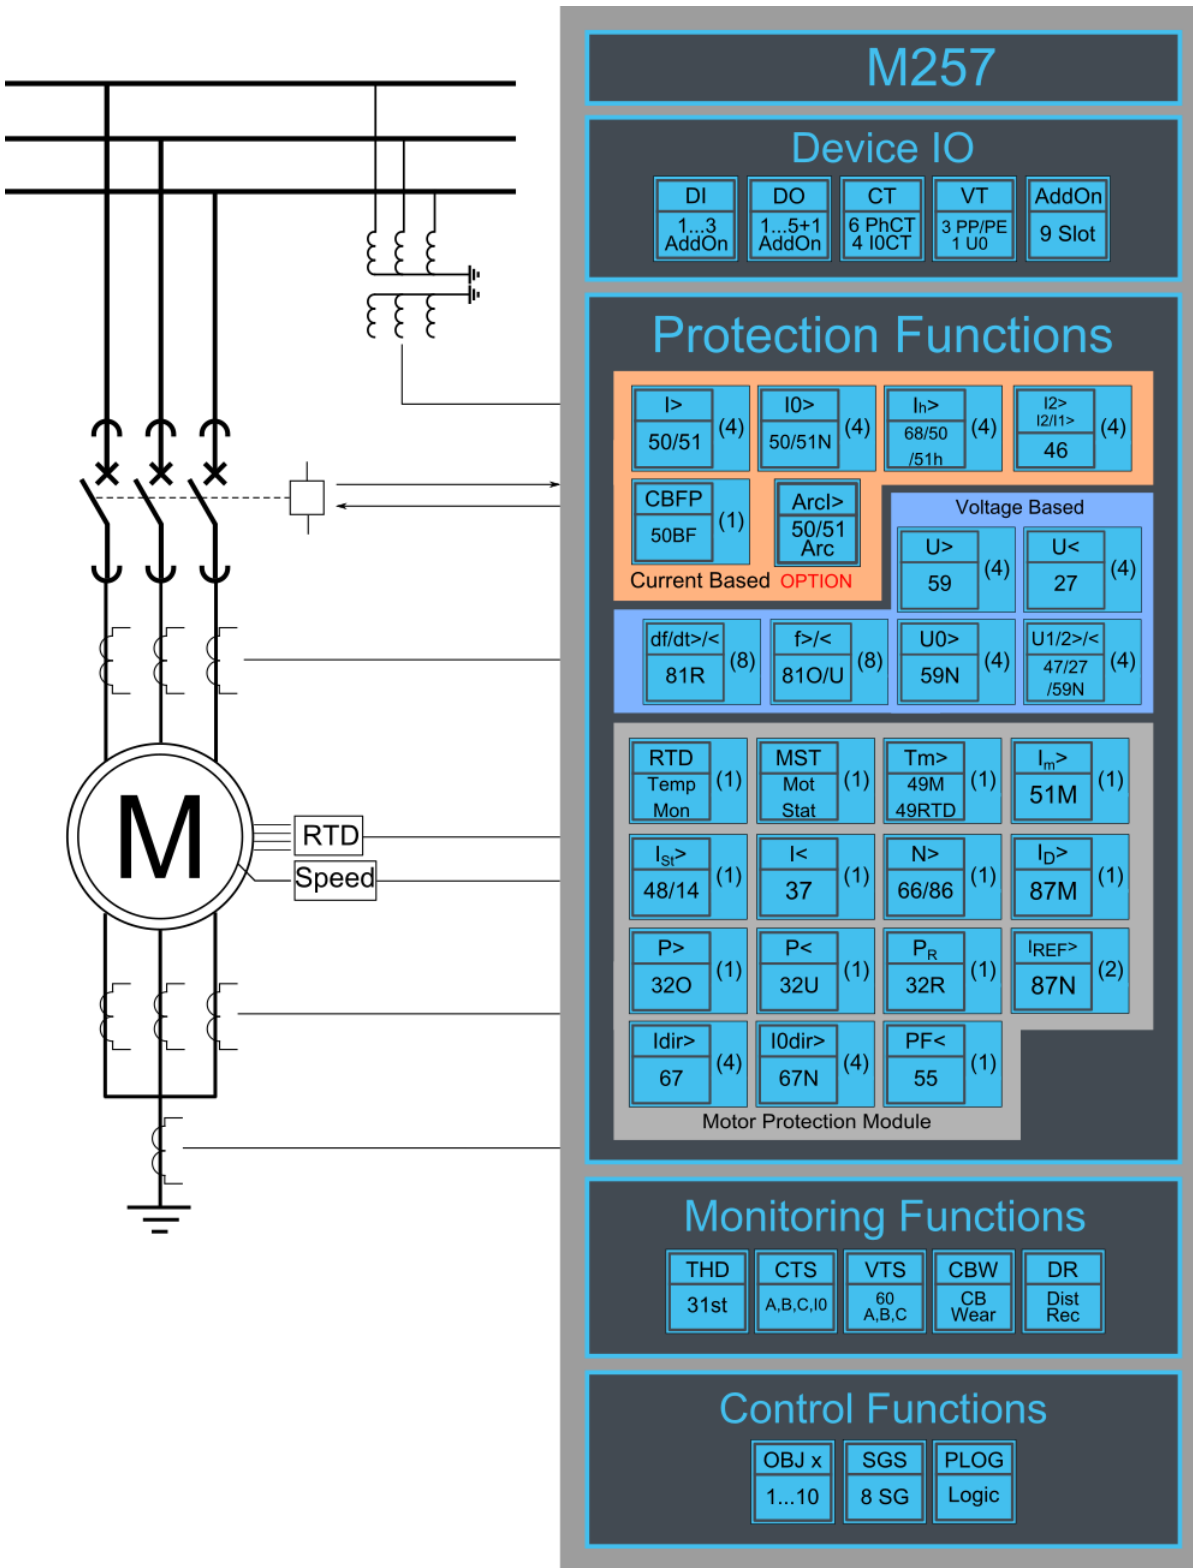 M257
Device IO
DI DO CT VT AddOn
1...3 AddOn 1...5+1 AddOn 6 PhCT 4 I0CT 3 PP/PE 1 U0 9 Slot
Protection Functions
I> 50/51 (4)
I0> 50/51N (4)
Ih> 68/50 /51h (4)
I2> I2/I1> 46 (4)
CBFP 50BF (1)
ArcI> 50/51 Arc
Current Based OPTION
Voltage Based
U> 59 (4)
U< 27 (4)
df/dt>/< 81R (8)
f>/< 81O/U (8)
U0> 59N (4)
U1/2>/< 47/27 /59N (4)
RTD Temp Mon (1)
MST Mot Stat (1)
Tm> 49M 49RTD (1)
Im> 51M (1)
ISt> 48/14 (1)
I< 37 (1)
N> 66/86 (1)
ID> 87M (1)
P> 32O (1)
P< 32U (1)
PR 32R (1)
IREF> 87N (2)
Idir> 67 (4)
I0dir> 67N (4)
PF< 55 (1)
Motor Protection Module
M
RTD
Speed
Monitoring Functions
THD CTS VTS CBW DR
31st A,B,C,I0 60 A,B,C CB Wear Dist Rec
Control Functions
OBJ x SGS PLOG
1...10 8 SG Logic